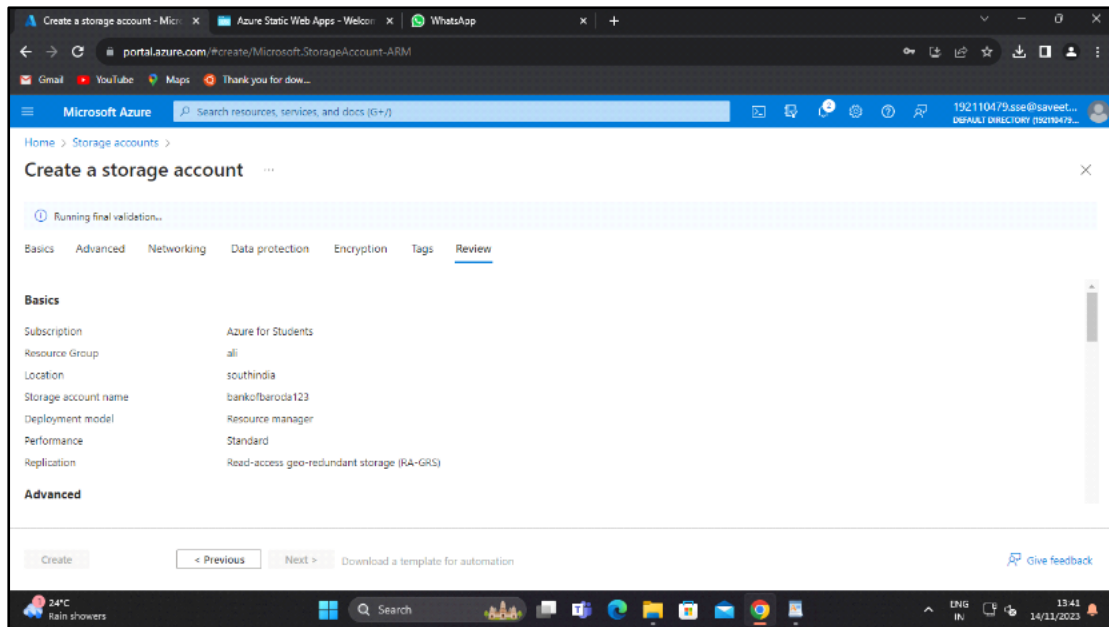 Create a storage account - Micr
Azure Static Web Apps - Welcom
WhatsApp
portal.azure.com/#create/Microsoft.StorageAccount-ARM
Gmail YouTube Maps Thank you for dow...
Microsoft Azure
Search resources, services, and docs (G+/)
2
192110479.sse@saveet...
DEFAULT DIRECTORY (192110479...
Home > Storage accounts >
Create a storage account ...
Running final validation...
Basics Advanced Networking Data protection Encryption Tags Review
Basics
Subscription Azure for Students
Resource Group ali
Location southindia
Storage account name bankofbaroda123
Deployment model Resource manager
Performance Standard
Replication Read-access geo-redundant storage (RA-GRS)
Advanced
Create < Previous Next > Download a template for automation Give feedback
24°C
Rain showers
Search
ENG
IN
13:41
14/11/2023